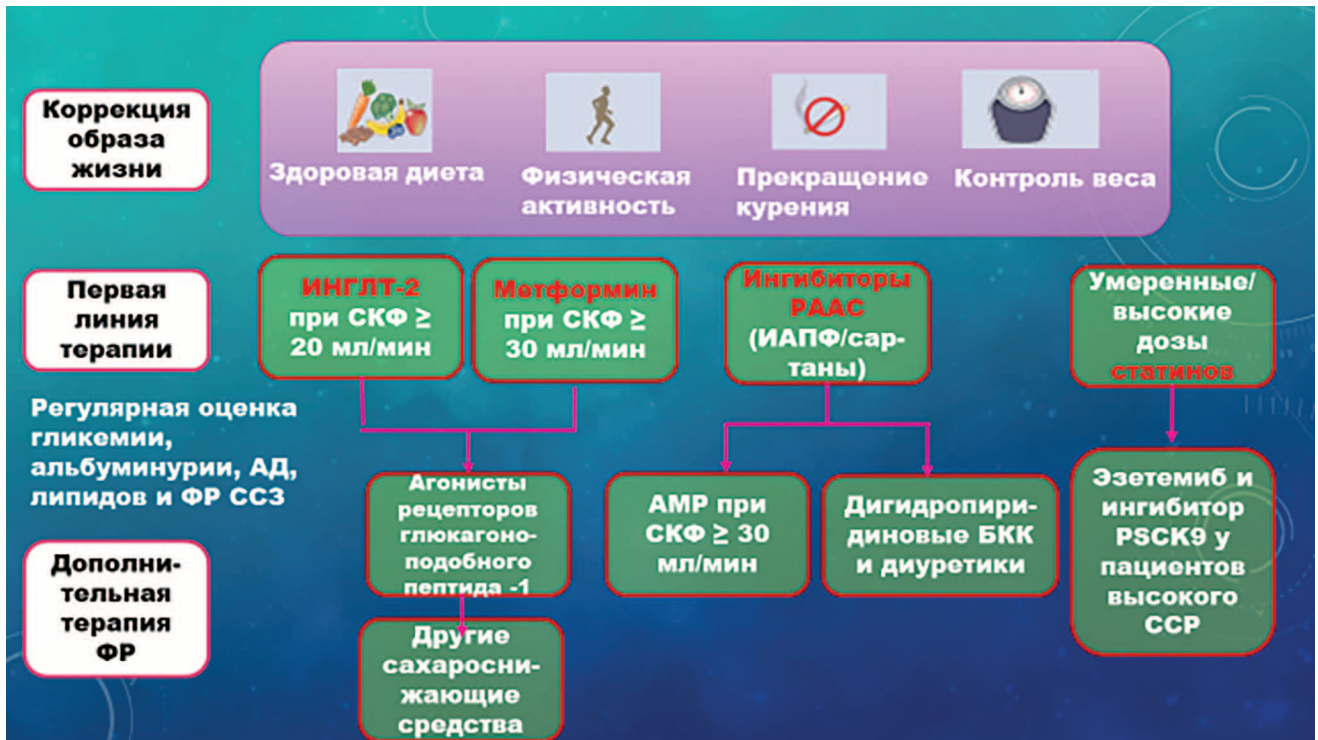 Коррекция
образа
жизни
Здоровая диета
Физическая
активность
Прекращение
курения
Контроль веса
Первая
линия
терапии
ИНГЛТ-2
при СКФ ≥
20 мл/мин
Метформин
при СКФ ≥
30 мл/мин
Ингибиторы
РААС
(ИАПФ/сар-
таны)
Умеренные/
высокие
дозы
статинов
Регулярная оценка
гликемии,
альбуминурии, АД,
липидов и ФР ССЗ
Агонисты
рецепторов
глюкагоно-
подобного
пептида -1
АМР при
СКФ ≥ 30
мл/мин
Дигидропири-
диновые БКК
и диуретики
Эзетемиб и
ингибитор
PSCK9 у
пациентов
высокого
ССР
Дополни-
тельная
терапия
ФР
Другие
сахаросни-
жающие
средства